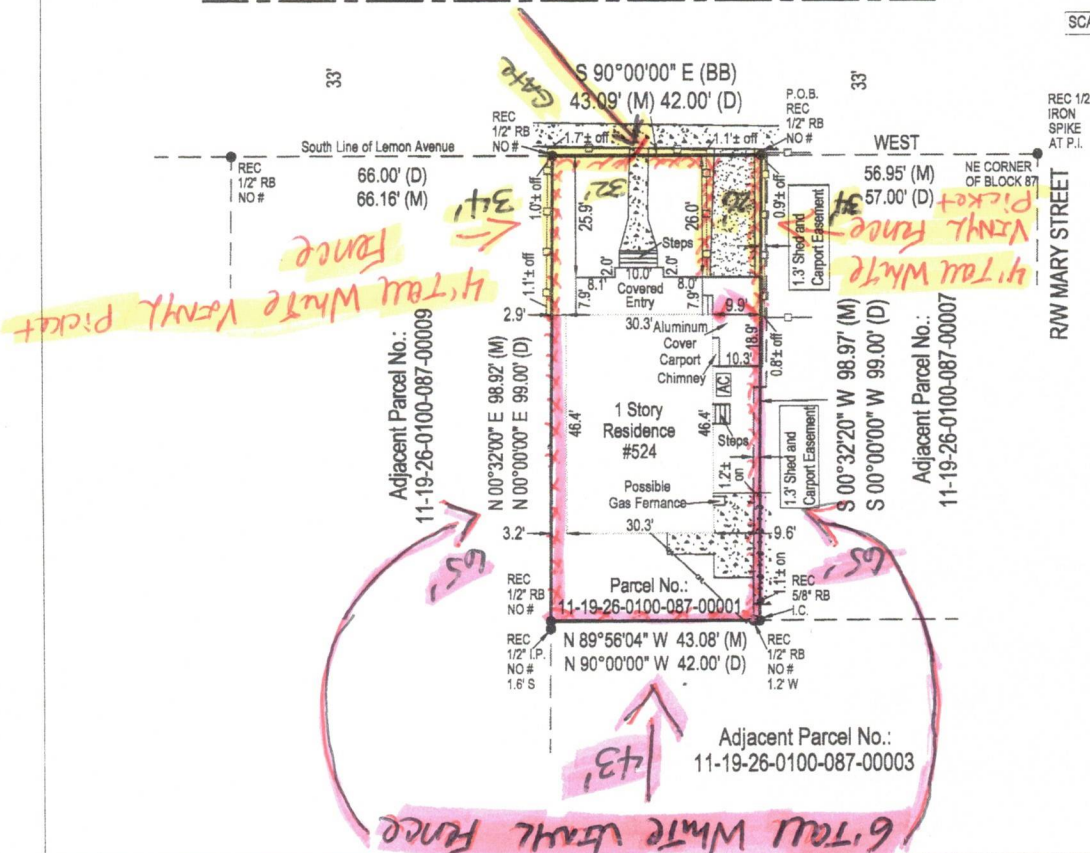 SCA
33'
S 90°00'00" E (BB)
43.09' (M) 42.00' (D)
33'
GATE
P.O.B.
REC
1/2" RB
NO #
REC 1/2
IRON
SPIKE
AT P.I.
REC
1/2" RB
NO #
1.7'± off
1.1'± off
South Line of Lemon Avenue
WEST
REC
1/2" RB
NO #
66.00' (D)
66.16' (M)
56.95' (M)
57.00' (D)
NE CORNER
OF BLOCK 87
R/W MARY STREET
34'
1.0'± off
25.9'
32'
26.0'
20'
0.9'± off
34'
1.3' Shed and
Carport Easement
4' Tall White
Vinyl Fence
Picket
4' Tall White Vinyl Picket
Fence
Steps
2.0'
10.0'
2.0'
8.1'
8.0'
Covered
Entry
1.1'± off
7.9'
7.9'
2.9'
30.3'
9.9'
Aluminum
Cover
Carport
18.9'
10.3'
0.8'± off
Chimney
AC
Adjacent Parcel No.:
11-19-26-0100-087-00009
N 00°32'00" E 98.92' (M)
N 00°00'00" E 99.00' (D)
46.4'
1 Story
Residence
#524
46.4'
Steps
1.2'±
on
1.3' Shed and
Carport Easement
S 00°32'20" W 98.97' (M)
S 00°00'00" W 99.00' (D)
Adjacent Parcel No.:
11-19-26-0100-087-00007
Possible
Gas Fernance
3.2'
30.3'
9.6'
65'
65'
1.1'± on
REC
1/2" RB
NO #
Parcel No.:
11-19-26-0100-087-00001
REC
5/8" RB
I.C.
REC
1/2" I.P.
NO #
1.6' S
N 89°56'04" W 43.08' (M)
N 90°00'00" W 42.00' (D)
REC
1/2" RB
NO #
1.2' W
43'
Adjacent Parcel No.:
11-19-26-0100-087-00003
6' Tall White Vinyl Fence